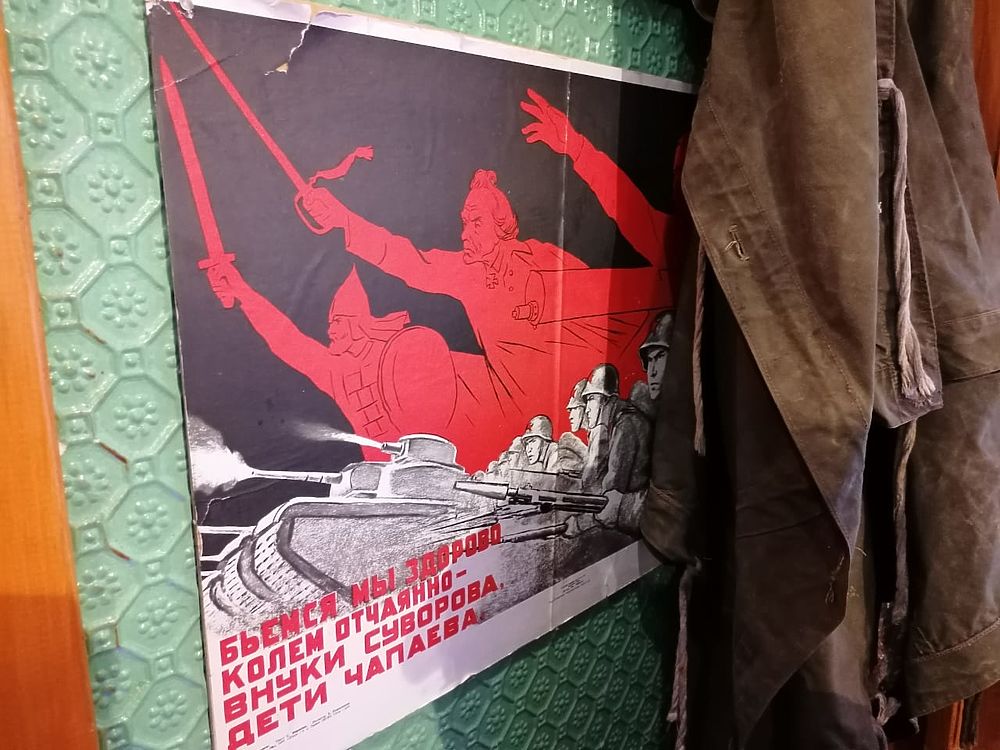 БЬЕМСЯ МЫ ЗДОРОВО
КОЛЕМ ОТЧАЯННО-
ВНУКИ СУВОРОВА,
ДЕТИ ЧАПАЕВА